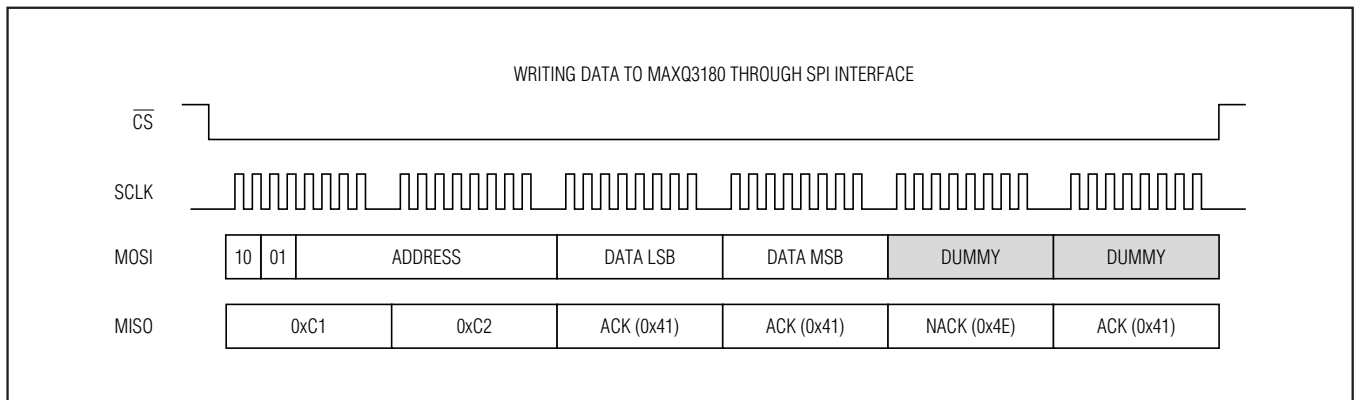 WRITING DATA TO MAXQ3180 THROUGH SPI INTERFACE
CS
SCLK
MOSI 10 01 ADDRESS DATA LSB DATA MSB DUMMY DUMMY
MISO 0xC1 0xC2 ACK (0x41) ACK (0x41) NACK (0x4E) ACK (0x41)